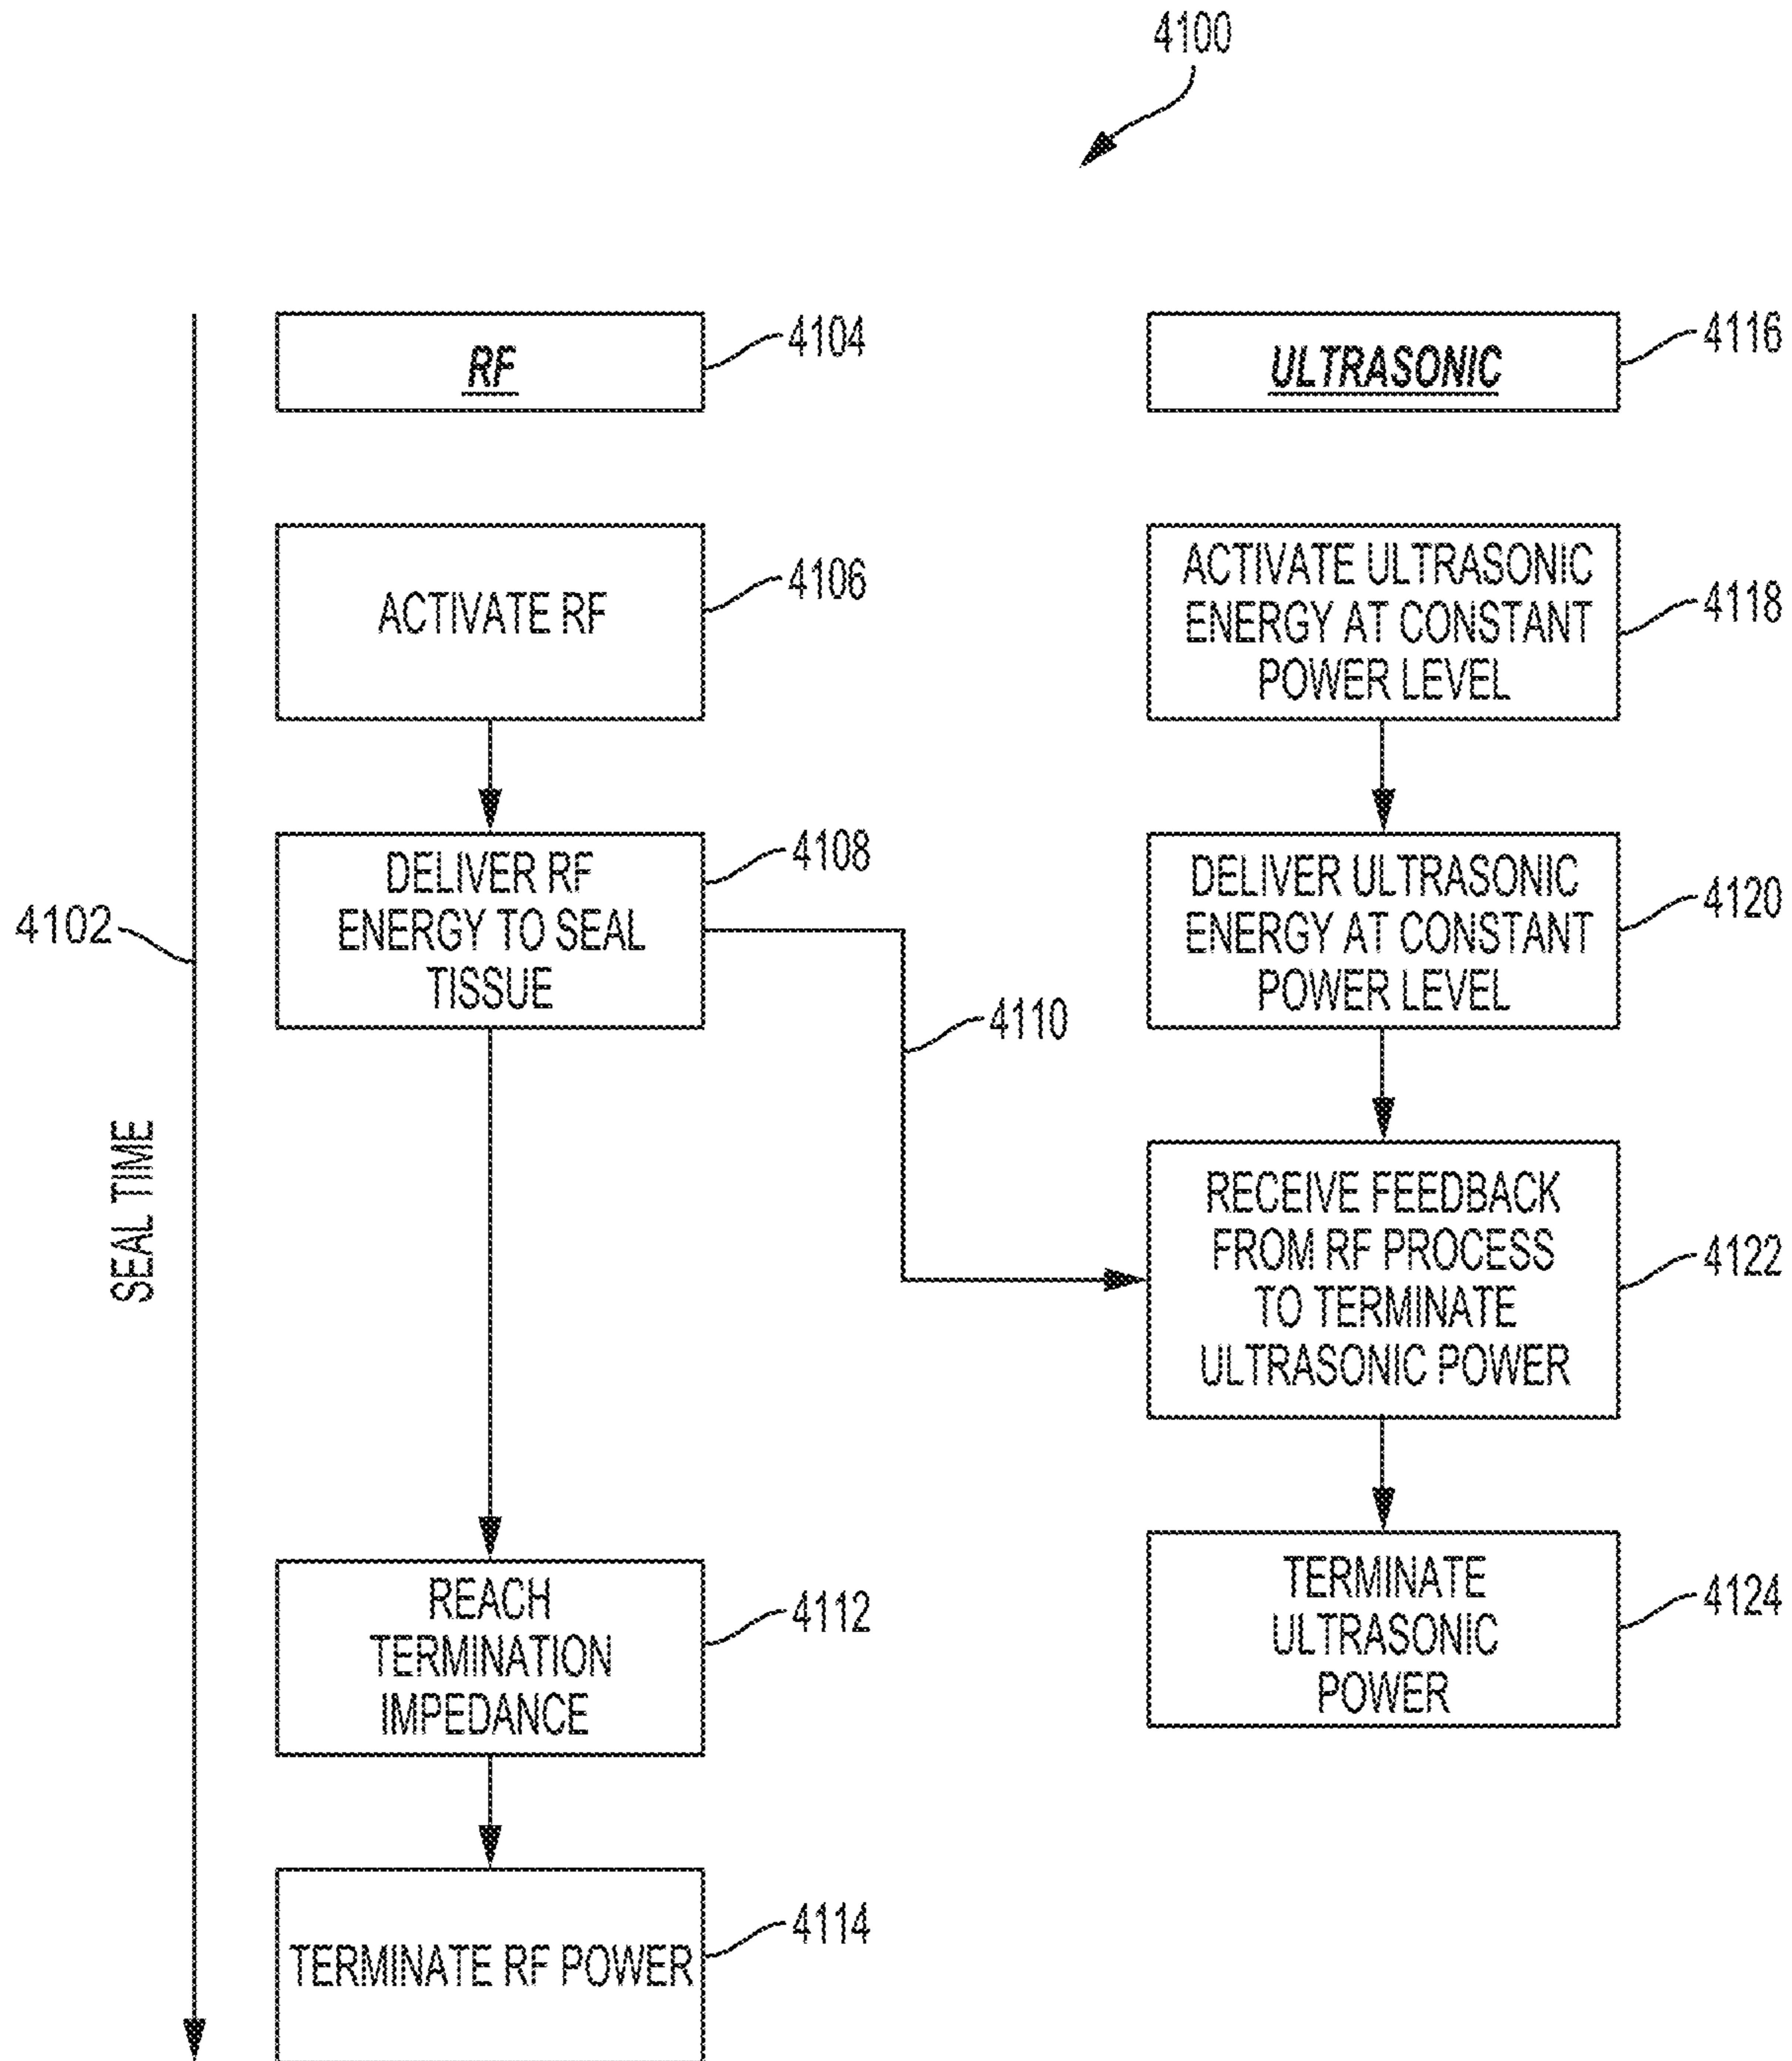 4100
RF
4104
ULTRASONIC
4116
ACTIVATE RF
4106
ACTIVATE ULTRASONIC
ENERGY AT CONSTANT
POWER LEVEL
4118
DELIVER RF
ENERGY TO SEAL
TISSUE
4108
DELIVER ULTRASONIC
ENERGY AT CONSTANT
POWER LEVEL
4120
4102
4110
SEAL TIME
RECEIVE FEEDBACK
FROM RF PROCESS
TO TERMINATE
ULTRASONIC POWER
4122
REACH
TERMINATION
IMPEDANCE
4112
TERMINATE
ULTRASONIC
POWER
4124
TERMINATE RF POWER
4114